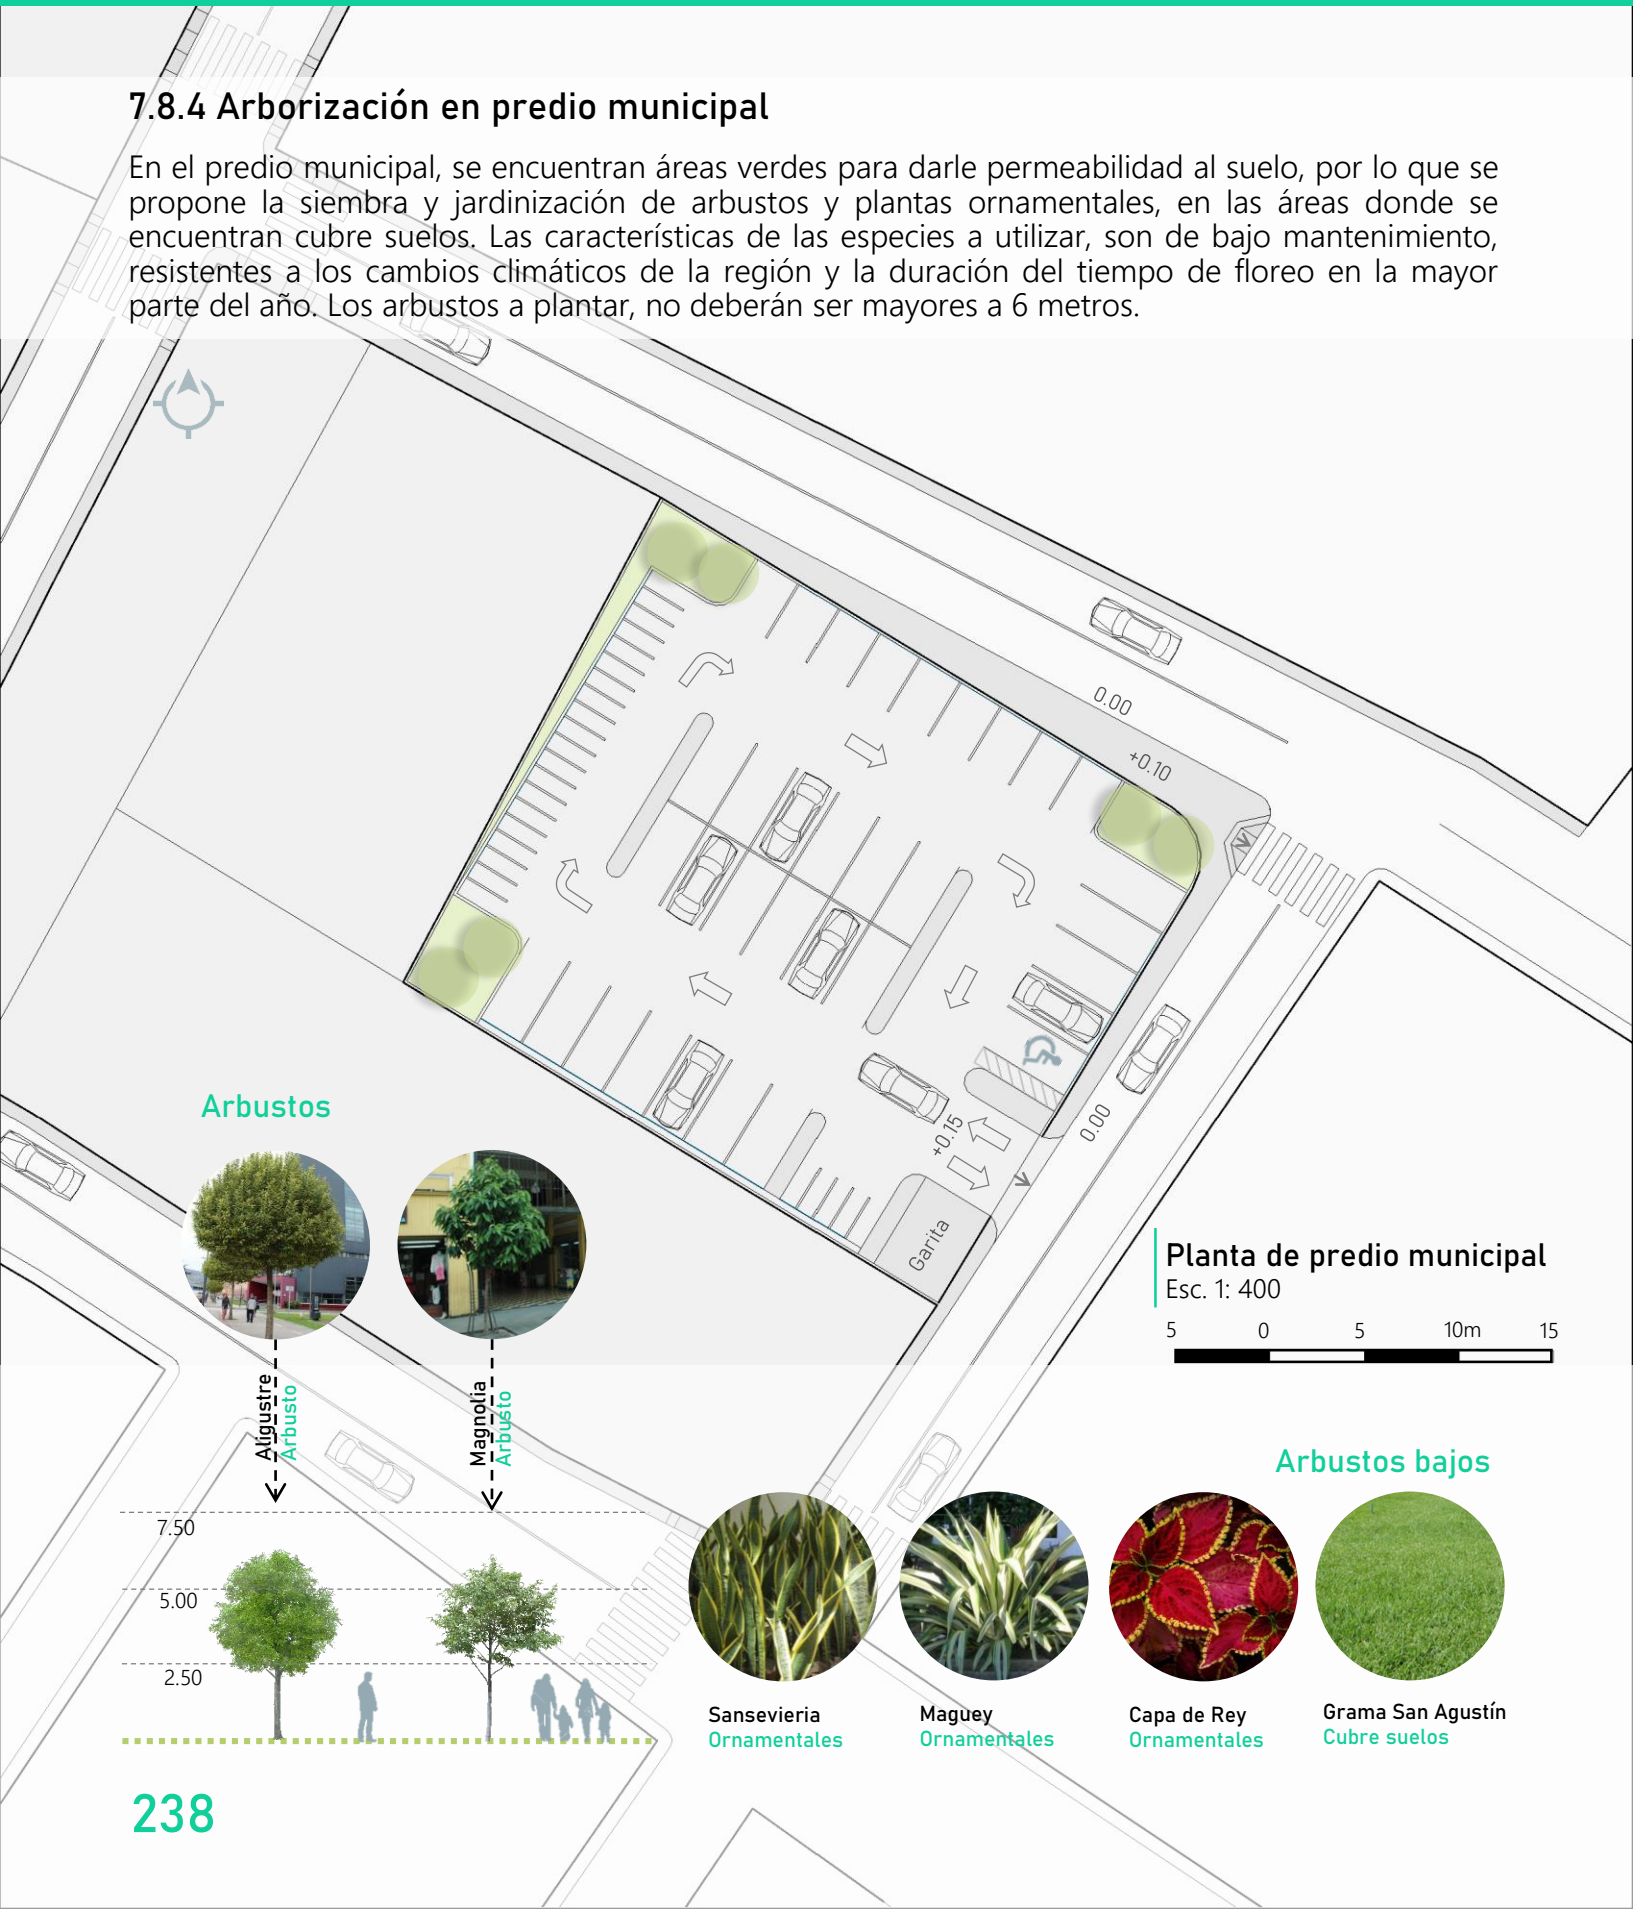 7.8.4 Arborización en predio municipal
En el predio municipal, se encuentran áreas verdes para darle permeabilidad al suelo, por lo que se
propone la siembra y jardinización de arbustos y plantas ornamentales, en las áreas donde se
encuentran cubre suelos. Las características de las especies a utilizar, son de bajo mantenimiento,
resistentes a los cambios climáticos de la región y la duración del tiempo de floreo en la mayor
parte del año. Los arbustos a plantar, no deberán ser mayores a 6 metros.
0.00
+0.10
0.00
+0.15
Garita
Arbustos
Aligustre
Arbusto
Magnolia
Arbusto
7.50
5.00
2.50
Planta de predio municipal
Esc. 1: 400
5 0 5 10m 15
Arbustos bajos
Sansevieria
Ornamentales
Maguey
Ornamentales
Capa de Rey
Ornamentales
Grama San Agustín
Cubre suelos
238